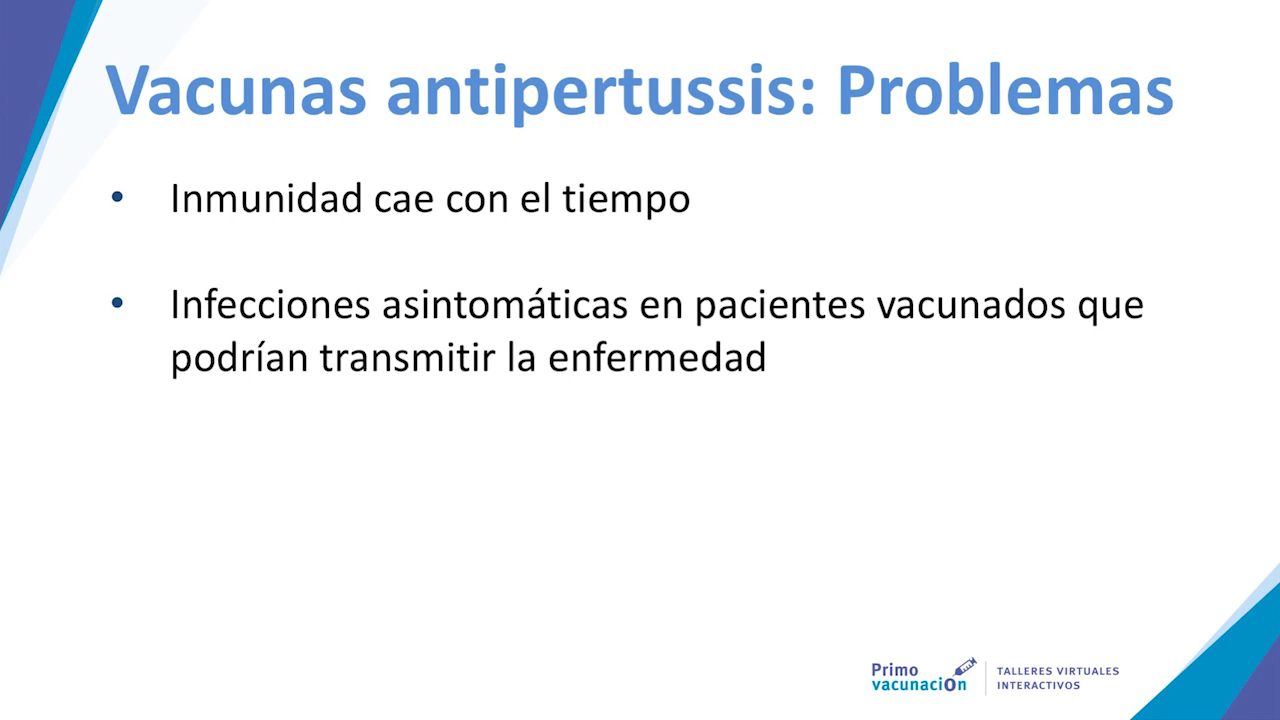 Vacunas antipertussis: Problemas
• Inmunidad cae con el tiempo
• Infecciones asintomáticas en pacientes vacunados que
podrían transmitir la enfermedad
Primo
vacunación
TALLERES VIRTUALES
INTERACTIVOS